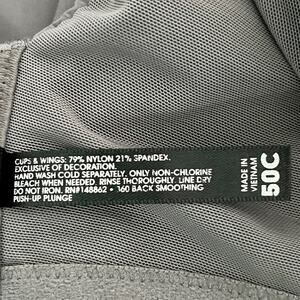 CUPS & WINGS: 79% NYLON 21% SPANDEX.
EXCLUSIVE OF DECORATION.
HAND WASH COLD SEPARATELY. ONLY NON-CHLORINE
BLEACH WHEN NEEDED. RINSE THOROUGHLY. LINE DRY
DO NOT IRON. RN#148862 • 160 BACK SMOOTHING
PUSH-UP PLUNGE
MADE IN
VIETNAM
50C